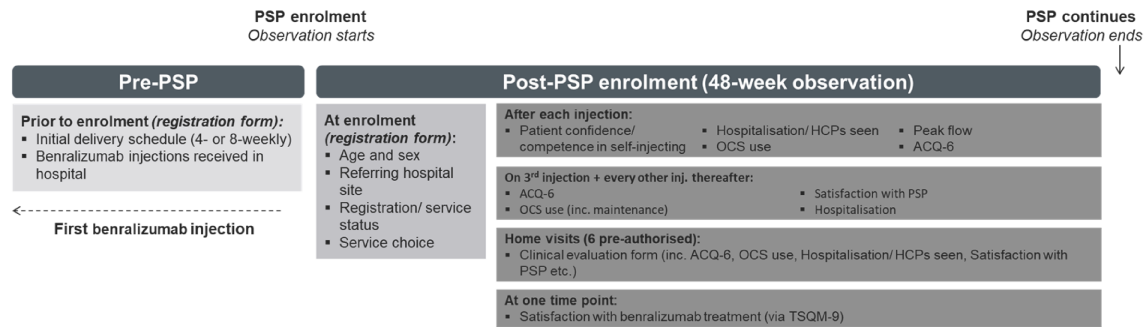 PSP enrolment
Observation starts
PSP continues
Observation ends
Pre-PSP
Post-PSP enrolment (48-week observation)
Prior to enrolment (registration form):
▪ Initial delivery schedule (4- or 8-weekly)
▪ Benralizumab injections received in
hospital
First benralizumab injection
At enrolment
(registration form):
▪ Age and sex
▪ Referring hospital
site
▪ Registration/ service
status
▪ Service choice
After each injection:
▪ Patient confidence/
competence in self-injecting
▪ Hospitalisation/ HCPs seen
▪ OCS use
▪ Peak flow
▪ ACQ-6
On 3rd injection + every other inj. thereafter:
▪ ACQ-6
▪ OCS use (inc. maintenance)
▪ Satisfaction with PSP
▪ Hospitalisation
Home visits (6 pre-authorised):
▪ Clinical evaluation form (inc. ACQ-6, OCS use, Hospitalisation/ HCPs seen, Satisfaction with
PSP etc.)
At one time point:
▪ Satisfaction with benralizumab treatment (via TSQM-9)